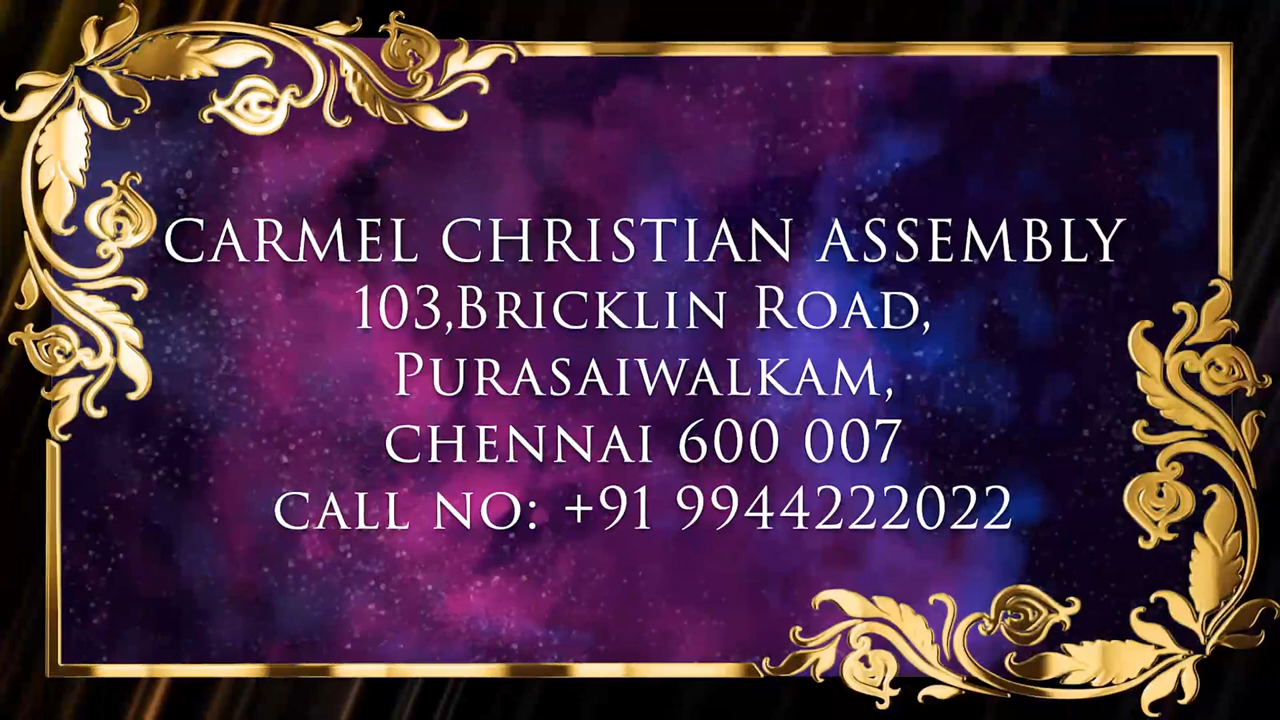 CARMEL CHRISTIAN ASSEMBLY
103,Bricklin Road,
Purasaiwalkam,
chennai 600 007
call no: +91 9944222022